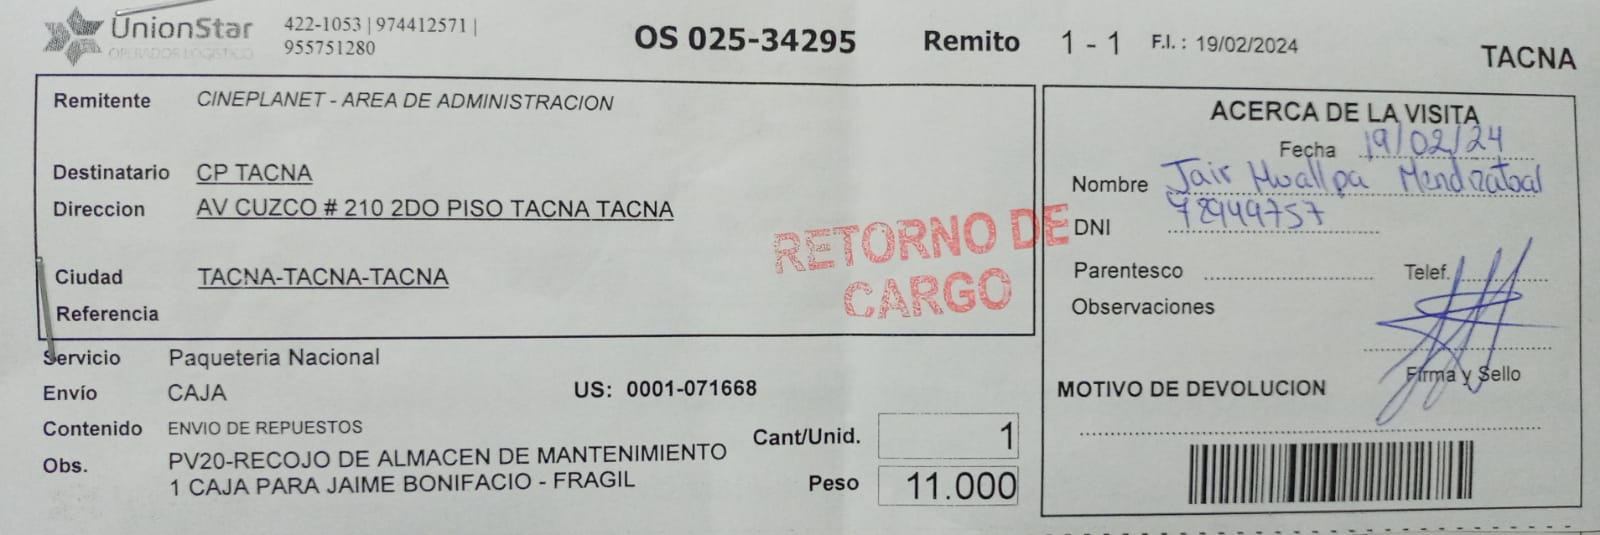 UnionStar
OPERADOR LOGISTICO
422-1053 | 974412571 |
955751280
OS 025-34295 Remito 1 - 1 F.I. : 19/02/2024
TACNA
Remitente CINEPLANET - AREA DE ADMINISTRACION
Destinatario CP TACNA
Direccion AV CUZCO # 210 2DO PISO TACNA TACNA
Ciudad TACNA-TACNA-TACNA
Referencia
RETORNO DE
CARGO
Servicio Paqueteria Nacional
Envío CAJA US: 0001-071668
Contenido ENVIO DE REPUESTOS
Obs. PV20-RECOJO DE ALMACEN DE MANTENIMIENTO
1 CAJA PARA JAIME BONIFACIO - FRAGIL
Cant/Unid. 1
Peso 11.000
ACERCA DE LA VISITA
Fecha 19/02/24
Nombre Jair Huallpa
DNI 78949757
Parentesco Telef.
Observaciones
Firma y Sello
MOTIVO DE DEVOLUCION